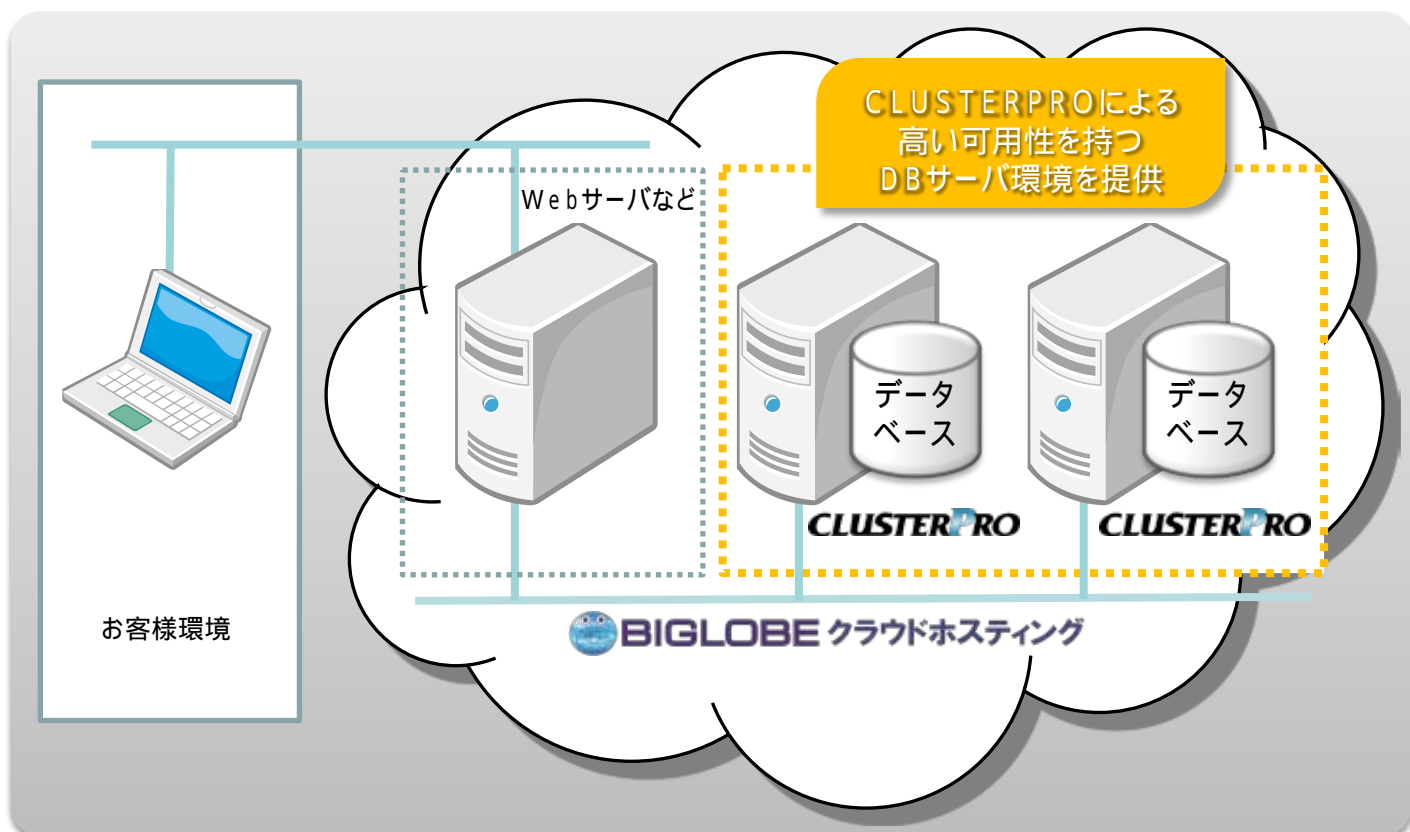 CLUSTERPROによる
高い可用性を持つ
DBサーバ環境を提供
Webサーバなど
データ
ベース
データ
ベース
CLUSTERPRO
CLUSTERPRO
お客様環境
BIGLOBE クラウドホスティング